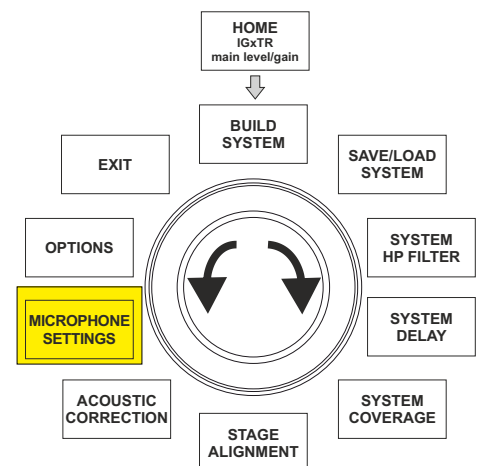 HOME
IGxTR
main level/gain
BUILD
SYSTEM
SAVE/LOAD
SYSTEM
SYSTEM
HP FILTER
SYSTEM
DELAY
SYSTEM
COVERAGE
STAGE
ALIGNMENT
ACOUSTIC
CORRECTION
MICROPHONE
SETTINGS
OPTIONS
EXIT